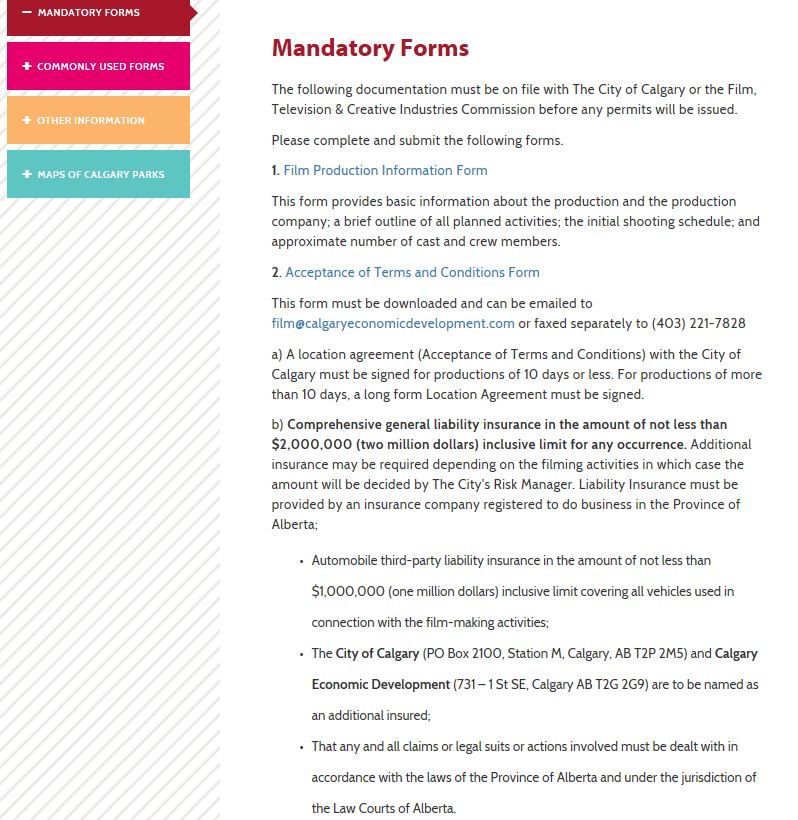 MANDATORY FORMS
COMMONLY USED FORMS
OTHER INFORMATION
MAPS OF CALGARY PARKS
Mandatory Forms
The following documentation must be on file with The City of Calgary or the Film,
Television & Creative Industries Commission before any permits will be issued.
Please complete and submit the following forms.
1. Film Production Information Form
This form provides basic information about the production and the production
company; a brief outline of all planned activities; the initial shooting schedule; and
approximate number of cast and crew members.
2. Acceptance of Terms and Conditions Form
This form must be downloaded and can be emailed to
film@calgaryeconomicdevelopment.com or faxed separately to (403) 221-7828
a) A location agreement (Acceptance of Terms and Conditions) with the City of
Calgary must be signed for productions of 10 days or less. For productions of more
than 10 days, a long form Location Agreement must be signed.
b) Comprehensive general liability insurance in the amount of not less than
$2,000,000 (two million dollars) inclusive limit for any occurrence. Additional
insurance may be required depending on the filming activities in which case the
amount will be decided by The City's Risk Manager. Liability Insurance must be
provided by an insurance company registered to do business in the Province of
Alberta;
• Automobile third-party liability insurance in the amount of not less than
$1,000,000 (one million dollars) inclusive limit covering all vehicles used in
connection with the film-making activities;
• The City of Calgary (PO Box 2100, Station M, Calgary, AB T2P 2M5) and Calgary
Economic Development (731 – 1 St SE, Calgary AB T2G 2G9) are to be named as
an additional insured;
• That any and all claims or legal suits or actions involved must be dealt with in
accordance with the laws of the Province of Alberta and under the jurisdiction of
the Law Courts of Alberta.